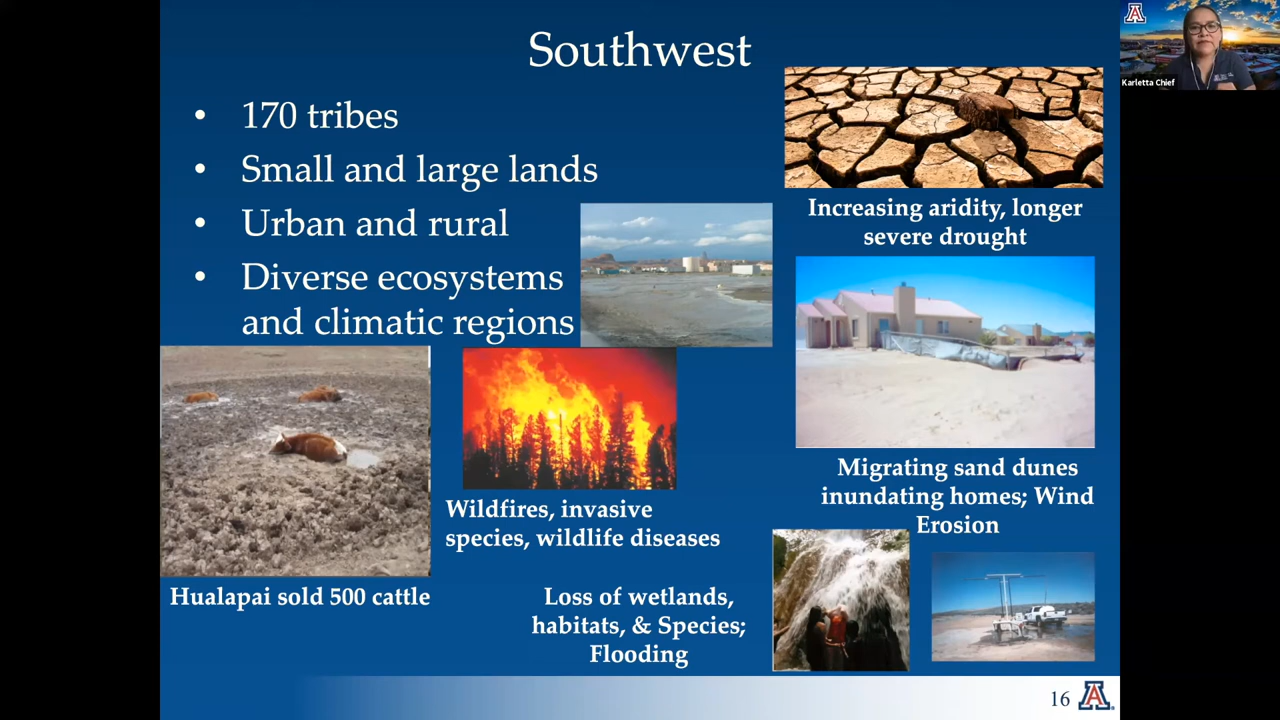 Southwest
• 170 tribes
• Small and large lands
• Urban and rural
• Diverse ecosystems
and climatic regions
Increasing aridity, longer
severe drought
Migrating sand dunes
inundating homes; Wind
Erosion
Wildfires, invasive
species, wildlife diseases
Hualapai sold 500 cattle
Loss of wetlands,
habitats, & Species;
Flooding
16
A
A
Karletta Chief